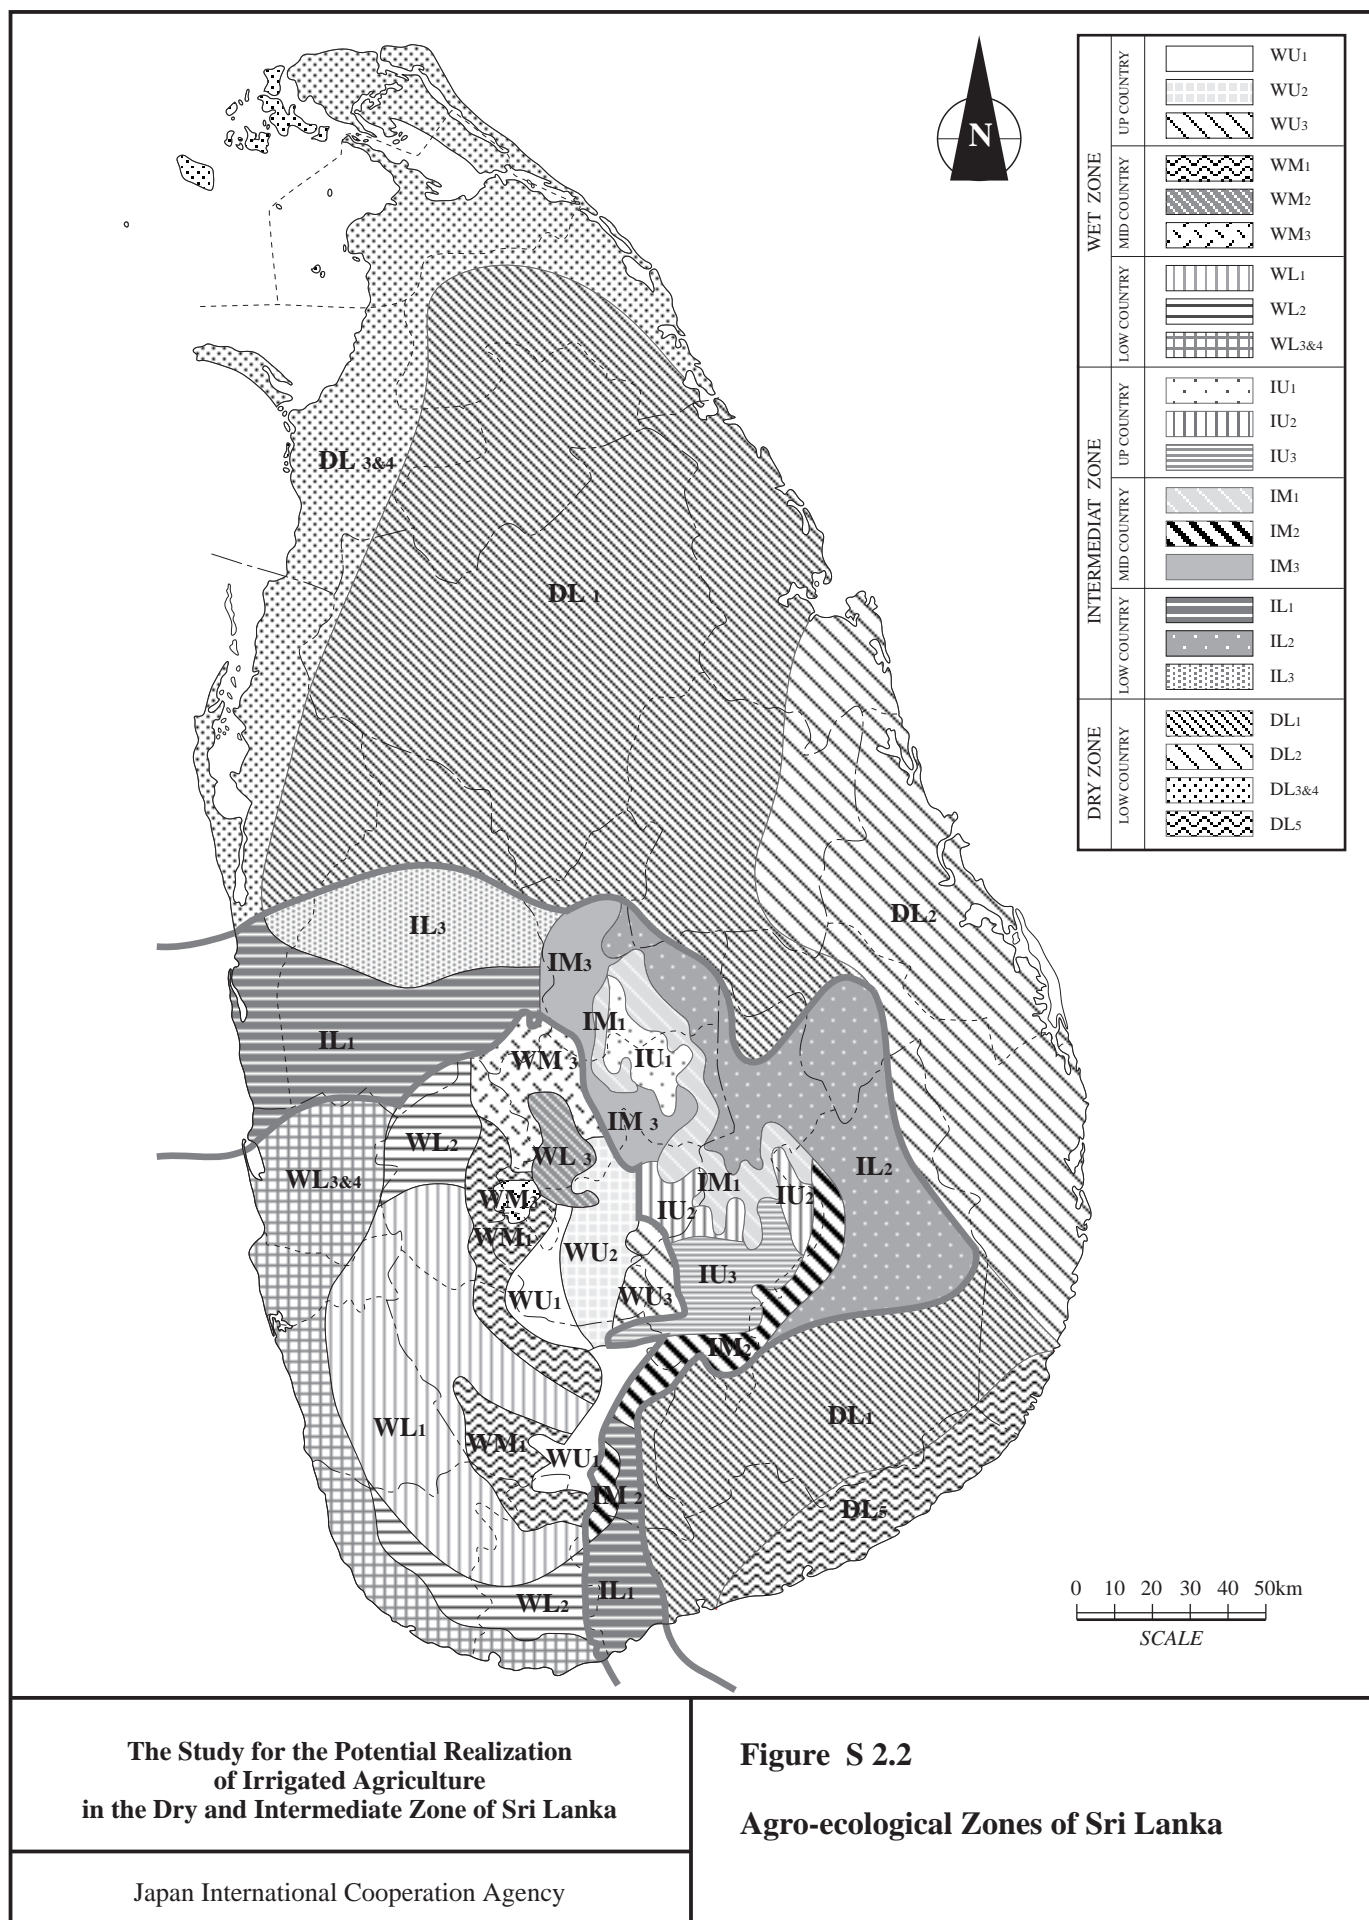 N
WET ZONE
UP COUNTRY
WU1
WU2
WU3
MID COUNTRY
WM1
WM2
WM3
LOW COUNTRY
WL1
WL2
WL3&4
INTERMEDIAT ZONE
UP COUNTRY
IU1
IU2
IU3
MID COUNTRY
IM1
IM2
IM3
LOW COUNTRY
IL1
IL2
IL3
DRY ZONE
LOW COUNTRY
DL1
DL2
DL3&4
DL5
DL 3&4
DL 1
DL2
IL3
IM3
IM1
IL1
WM 3
IU1
IM 3
WL2
WL 3
IL2
WL3&4
IM1
IU2
WM3
IU2
WM1
WU2
IU3
WU1
WU3
IM2
DL1
WL1
WM1
WU1
IM 2
DL5
IL1
WL2
0 10 20 30 40 50km
SCALE
The Study for the Potential Realization
of Irrigated Agriculture
in the Dry and Intermediate Zone of Sri Lanka
Japan International Cooperation Agency
Figure S 2.2
Agro-ecological Zones of Sri Lanka